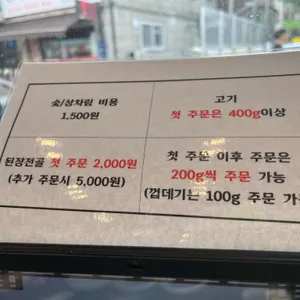 숯/상차림 비용
1,500원
고기
첫 주문은 400g이상
된장전골 첫 주문 2,000원
(추가 주문시 5,000원)
첫 주문 이후 주문은
200g씩 주문 가능
(껍데기는 100g 주문 가